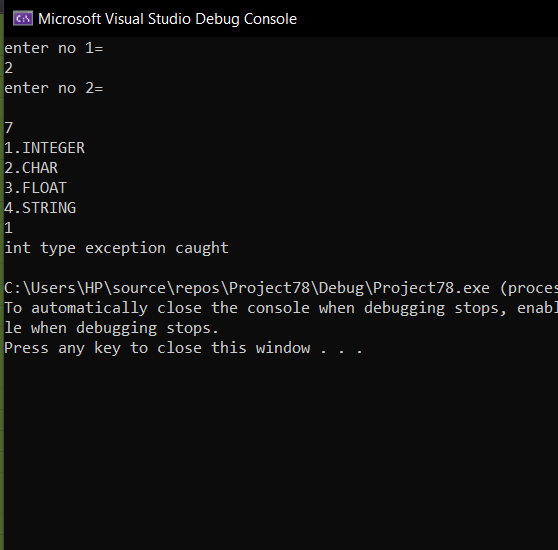 Microsoft Visual Studio Debug Console
enter no 1=
2
enter no 2=
7
1.INTEGER
2.CHAR
3.FLOAT
4.STRING
1
int type exception caught
C:\Users\HP\source\repos\Project78\Debug\Project78.exe (proces
To automatically close the console when debugging stops, enabl
le when debugging stops.
Press any key to close this window . . .